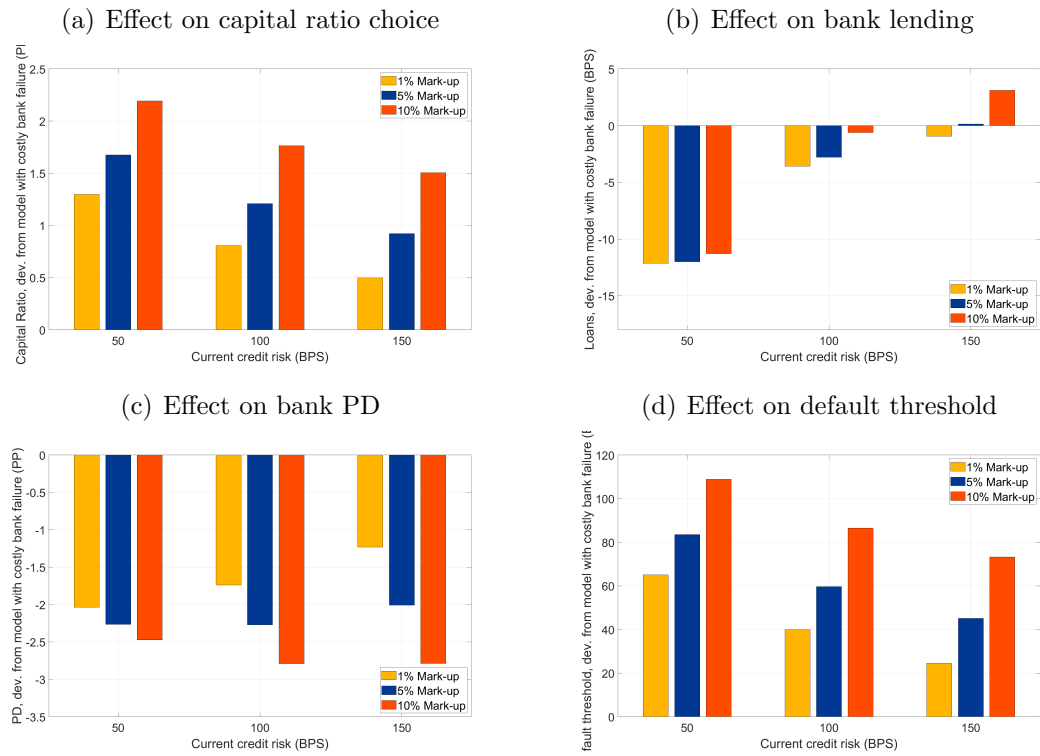 (a) Effect on capital ratio choice
Capital Ratio, dev. from model with costly bank failure
2.5
2
1.5
1
0.5
0
50
100
150
Current credit risk (BPS)
1% Mark-up
5% Mark-up
10% Mark-up
(b) Effect on bank lending
Loans, dev. from model with costly bank failure (BPS)
5
0
-5
-10
-15
50
100
150
Current credit risk (BPS)
1% Mark-up
5% Mark-up
10% Mark-up
(c) Effect on bank PD
PD, dev. from model with costly bank failure (PP)
0
-0.5
-1
-1.5
-2
-2.5
-3
-3.5
50
100
150
Current credit risk (BPS)
1% Mark-up
5% Mark-up
10% Mark-up
(d) Effect on default threshold
fault threshold, dev. from model with costly bank failure
120
100
80
60
40
20
0
50
100
150
Current credit risk (BPS)
1% Mark-up
5% Mark-up
10% Mark-up